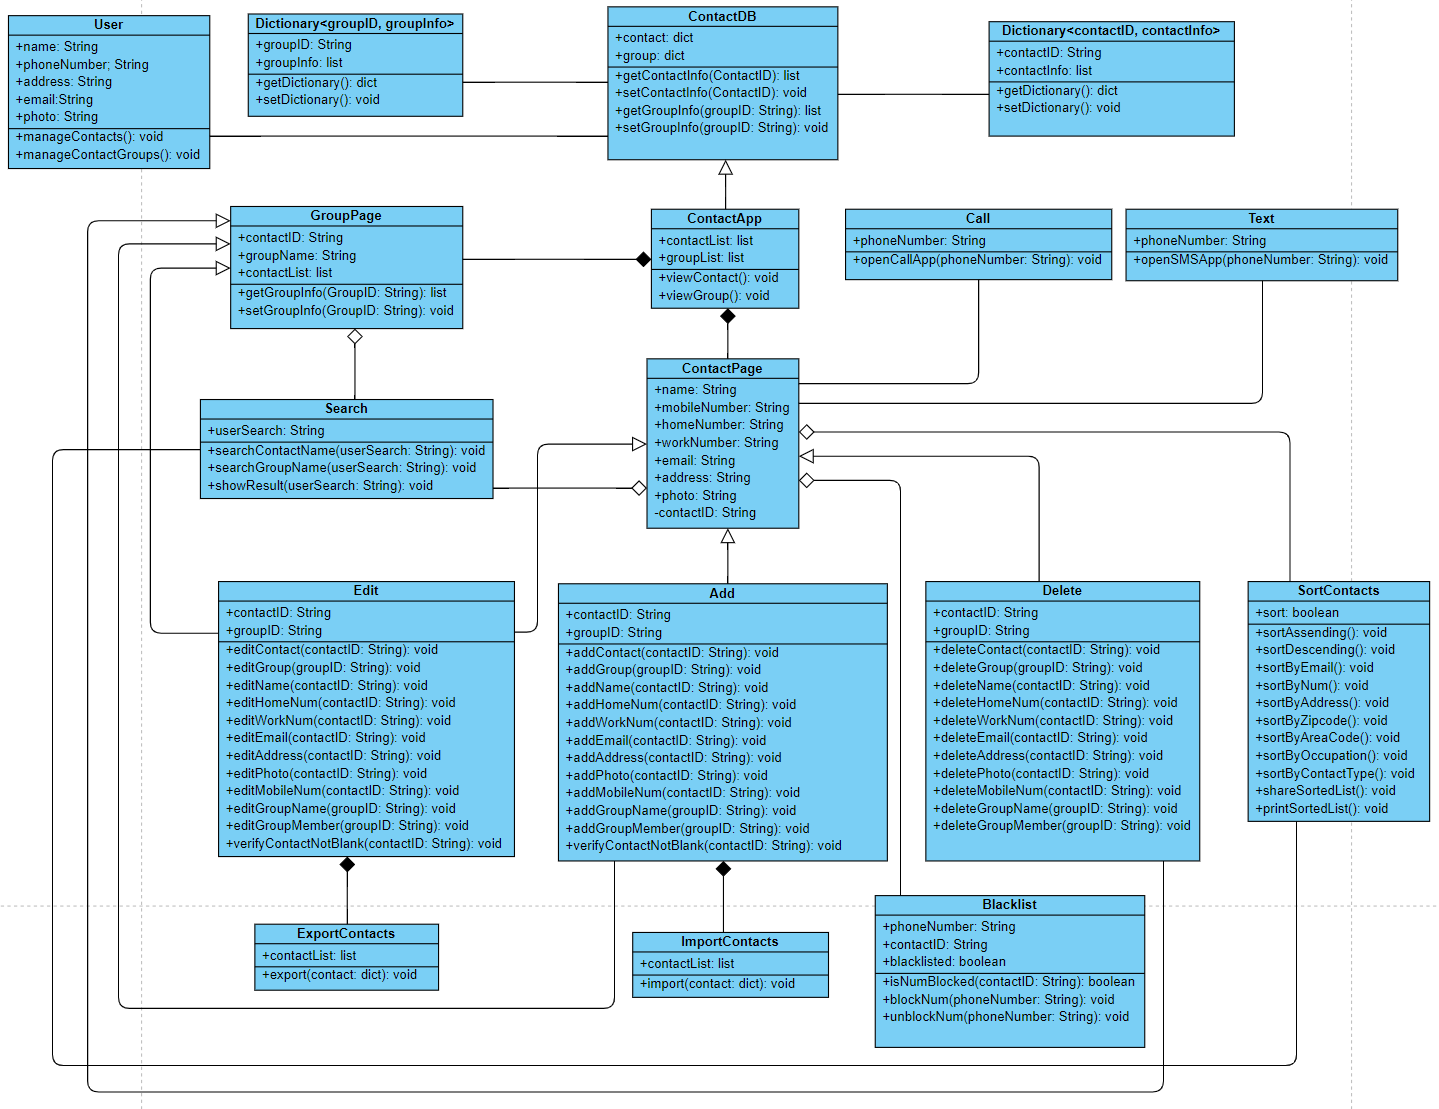 User
+name: String
+phoneNumber; String
+address: String
+email:String
+photo: String
+manageContacts(): void
+manageContactGroups(): void
Dictionary<groupID, groupInfo>
+groupID: String
+groupInfo: list
+getDictionary(): dict
+setDictionary(): void
ContactDB
+contact: dict
+group: dict
+getContactInfo(ContactID): list
+setContactInfo(ContactID): void
+getGroupInfo(groupID: String): list
+setGroupInfo(groupID: String): void
Dictionary<contactID, contactInfo>
+contactID: String
+contactInfo: list
+getDictionary(): dict
+setDictionary(): void
GroupPage
+contactID: String
+groupName: String
+contactList: list
+getGroupInfo(GroupID: String): list
+setGroupInfo(GroupID: String): void
ContactApp
+contactList: list
+groupList: list
+viewContact(): void
+viewGroup(): void
Call
+phoneNumber: String
+openCallApp(phoneNumber: String): void
Text
+phoneNumber: String
+openSMSApp(phoneNumber: String): void
Search
+userSearch: String
+searchContactName(userSearch: String): void
+searchGroupName(userSearch: String): void
+showResult(userSearch: String): void
ContactPage
+name: String
+mobileNumber: String
+homeNumber: String
+workNumber: String
+email: String
+address: String
+photo: String
-contactID: String
Edit
+contactID: String
+groupID: String
+editContact(contactID: String): void
+editGroup(groupID: String): void
+editName(contactID: String): void
+editHomeNum(contactID: String): void
+editWorkNum(contactID: String): void
+editEmail(contactID: String): void
+editAddress(contactID: String): void
+editPhoto(contactID: String): void
+editMobileNum(contactID: String): void
+editGroupName(groupID: String): void
+editGroupMember(groupID: String): void
+verifyContactNotBlank(contactID: String): void
Add
+contactID: String
+groupID: String
+addContact(contactID: String): void
+addGroup(groupID: String): void
+addName(contactID: String): void
+addHomeNum(contactID: String): void
+addWorkNum(contactID: String): void
+addEmail(contactID: String): void
+addAddress(contactID: String): void
+addPhoto(contactID: String): void
+addMobileNum(contactID: String): void
+addGroupName(groupID: String): void
+addGroupMember(groupID: String): void
+verifyContactNotBlank(contactID: String): void
Delete
+contactID: String
+groupID: String
+deleteContact(contactID: String): void
+deleteGroup(groupID: String): void
+deleteName(contactID: String): void
+deleteHomeNum(contactID: String): void
+deleteWorkNum(contactID: String): void
+deleteEmail(contactID: String): void
+deleteAddress(contactID: String): void
+deletePhoto(contactID: String): void
+deleteMobileNum(contactID: String): void
+deleteGroupName(groupID: String): void
+deleteGroupMember(groupID: String): void
SortContacts
+sort: boolean
+sortAssending(): void
+sortDescending(): void
+sortByEmail(): void
+sortByNum(): void
+sortByAddress(): void
+sortByZipcode(): void
+sortByAreaCode(): void
+sortByOccupation(): void
+sortByContactType(): void
+shareSortedList(): void
+printSortedList(): void
ExportContacts
+contactList: list
+export(contact: dict): void
ImportContacts
+contactList: list
+import(contact: dict): void
Blacklist
+phoneNumber: String
+contactID: String
+blacklisted: boolean
+isNumBlocked(contactID: String): boolean
+blockNum(phoneNumber: String): void
+unblockNum(phoneNumber: String): void